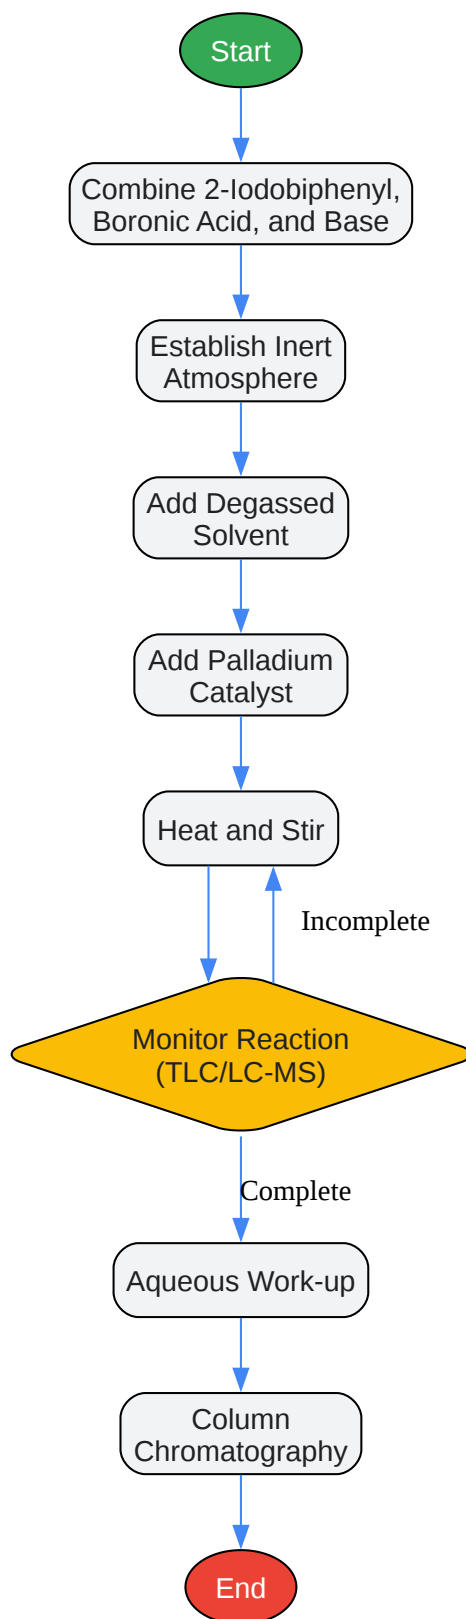 Start
Combine 2-Iodobiphenyl,
Boronic Acid, and Base
Establish Inert
Atmosphere
Add Degassed
Solvent
Add Palladium
Catalyst
Heat and Stir
Incomplete
Monitor Reaction
(TLC/LC-MS)
Complete
Aqueous Work-up
Column
Chromatography
End